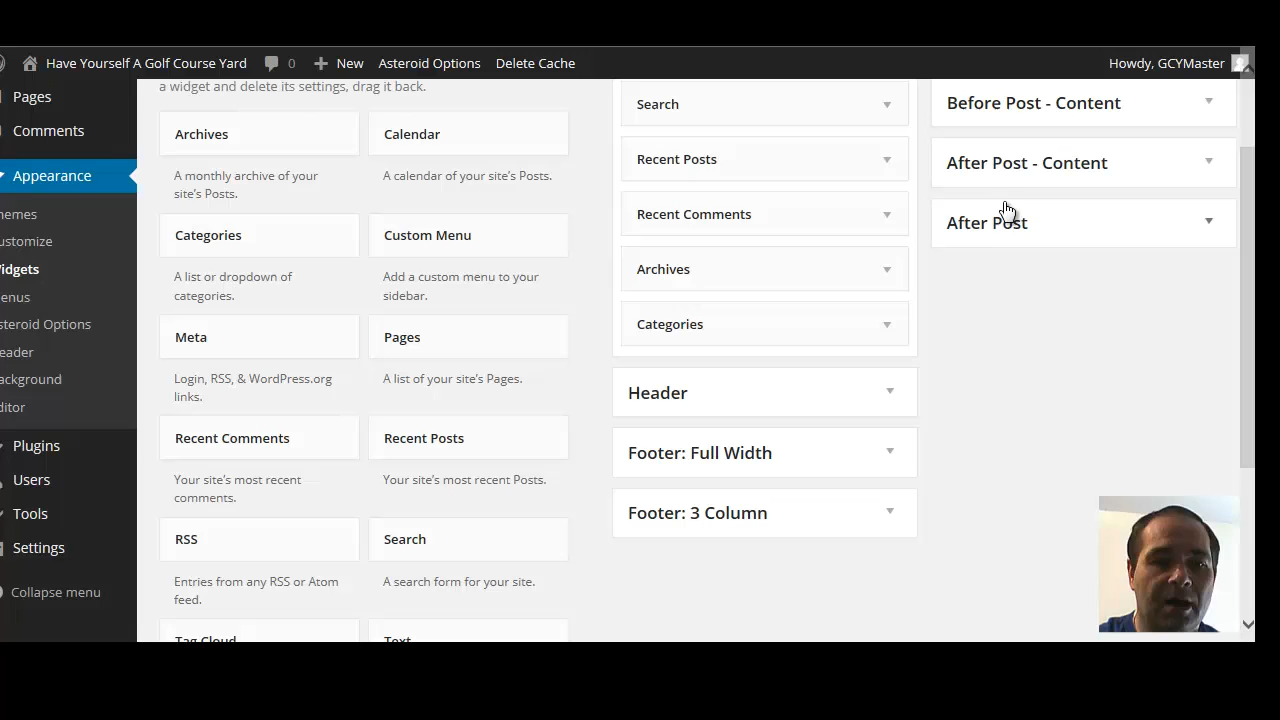 Have Yourself A Golf Course Yard 0 New Asteroid Options Delete Cache Howdy, GCYMaster
Pages
Comments
Appearance
hemes
ustomize
idgets
enus
steroid Options
eader
ackground
ditor
Plugins
Users
Tools
Settings
Collapse menu
a widget and delete its settings, drag it back.
Archives
A monthly archive of your
site's Posts.
Calendar
A calendar of your site's Posts.
Categories
A list or dropdown of
categories.
Custom Menu
Add a custom menu to your
sidebar.
Meta
Login, RSS, & WordPress.org
links.
Pages
A list of your site's Pages.
Recent Comments
Your site's most recent
comments.
Recent Posts
Your site's most recent Posts.
RSS
Entries from any RSS or Atom
feed.
Search
A search form for your site.
Tag Cloud
Text
Search
Recent Posts
Recent Comments
Archives
Categories
Header
Footer: Full Width
Footer: 3 Column
Before Post - Content
After Post - Content
After Post